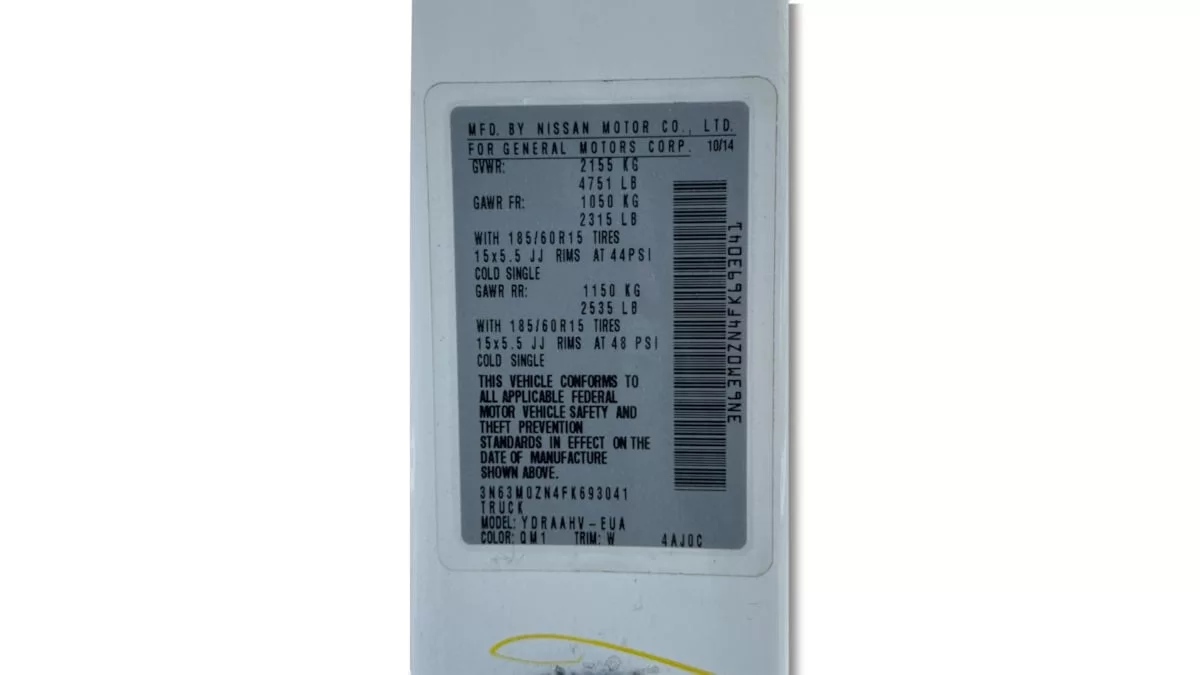 MFD. BY NISSAN MOTOR CO., LTD.
FOR GENERAL MOTORS CORP. 10/14
GVWR: 2155 KG
4751 LB
GAWR FR: 1050 KG
2315 LB
WITH 185/60R15 TIRES
15x5.5 JJ RIMS AT 44PSI
COLD SINGLE
GAWR RR: 1150 KG
2535 LB
WITH 185/60R15 TIRES
15x5.5 JJ RIMS AT 48 PSI
COLD SINGLE
THIS VEHICLE CONFORMS TO
ALL APPLICABLE FEDERAL
MOTOR VEHICLE SAFETY AND
THEFT PREVENTION
STANDARDS IN EFFECT ON THE
DATE OF MANUFACTURE
SHOWN ABOVE.
3N63M0ZN4FK693041
TRUCK
MODEL: YDRAAHV-EUA
COLOR: QM1 TRIM: W 4AJ0C
3N63M0ZN4FK693041